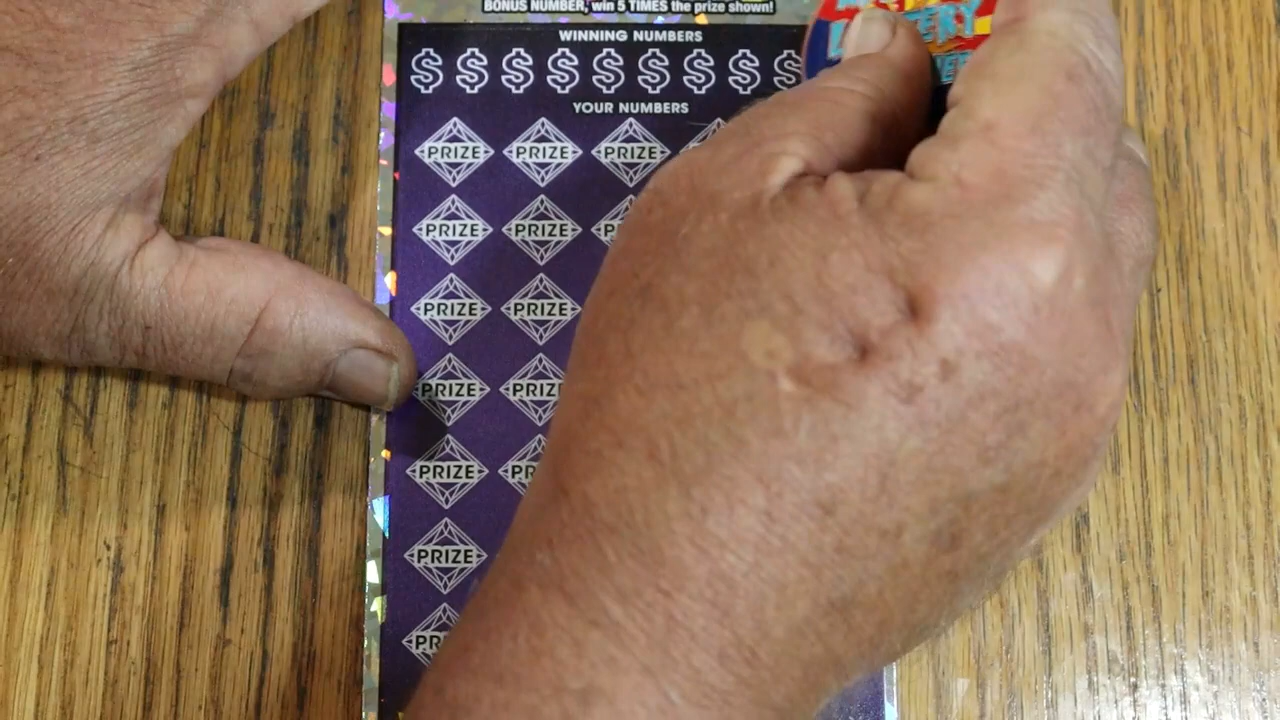 BONUS NUMBER, win 5 TIMES the prize shown!
WINNING NUMBERS
$ $ $ $ $ $ $ $ $
YOUR NUMBERS
PRIZE PRIZE PRIZE
PRIZE PRIZE
PRIZE PRIZE
PRIZE PRIZE
PRIZE
PRIZE